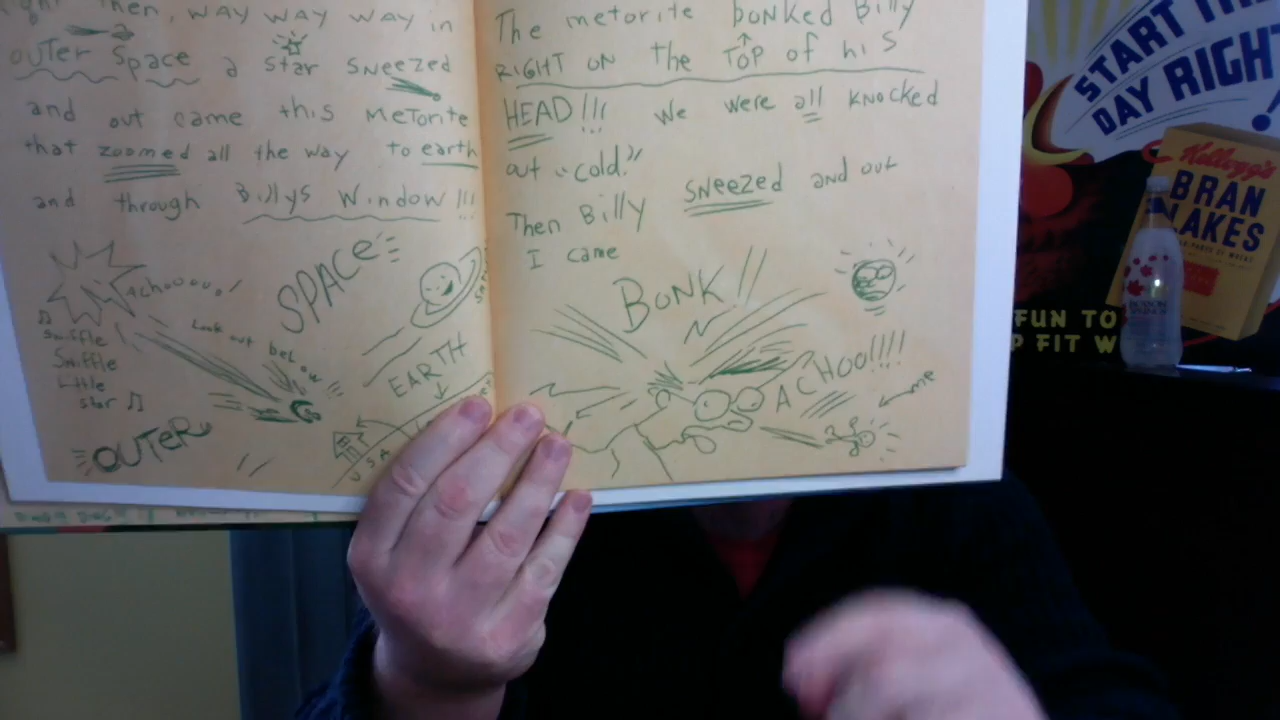 Then, WAY WAY WAY in
OUTER Space a Star SNEEZED
and out came this METORITE
that zoomed all the way to earth
and through Billys Window!!!
Achooooo!
SPACE
Look out below
Swiffle
Swiffle
Little
star
EARTH
OUTER
USA
The metorite bonked Billy
RIGHT ON The TOP of his
HEAD!!! We were all KNOCKED
out "cold."
Then Billy SNEEZED and out
I came
BONK!!
ACHOO!!!!
me
START THE
DAY RIGHT!
Kellogg's
BRAN
FLAKES
FUN TO
FIT